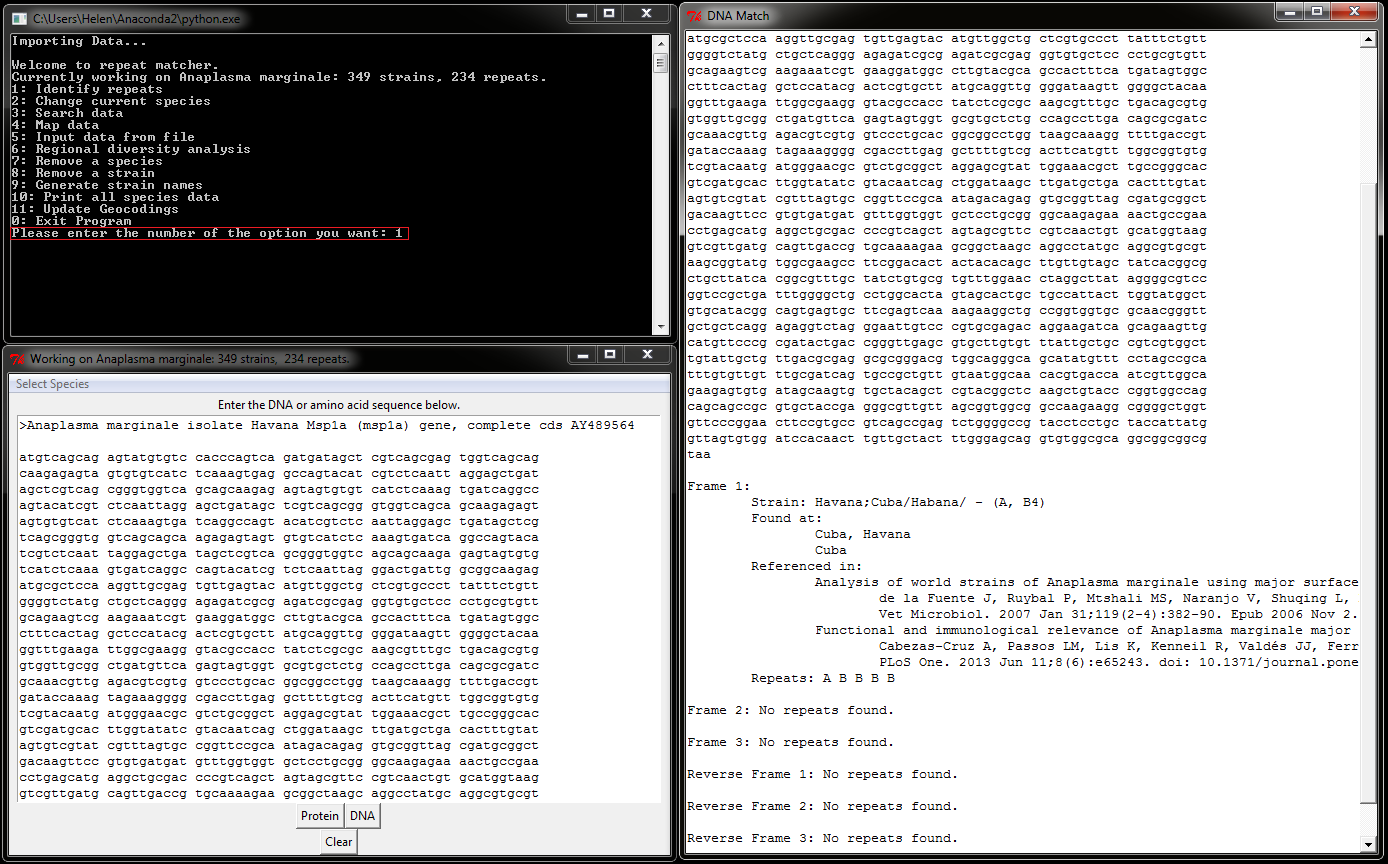 C:\Users\Helen\Anaconda2\python.exe
Importing Data...
Welcome to repeat matcher.
Currently working on Anaplasma marginale: 349 strains, 234 repeats.
1: Identify repeats
2: Change current species
3: Search data
4: Map data
5: Input data from file
6: Regional diversity analysis
7: Remove a species
8: Remove a strain
9: Generate strain names
10: Print all species data
11: Update Geocodings
0: Exit Program
Please enter the number of the option you want: 1
Working on Anaplasma marginale: 349 strains, 234 repeats.
Select Species
Enter the DNA or amino acid sequence below.
>Anaplasma marginale isolate Havana Msp1a (msp1a) gene, complete cds AY489564
atgtcagcag agtatgtgtc cacccagtca gatgatagct cgtcagcgag tggtcagcag
caagagagta gtgtgtcatc tcaaagtgag gccagtacat cgtctcaatt aggagctgat
agctcgtcag cgggtggtca gcagcaagag agtagtgtgt catctcaaag tgatcaggcc
agtacatcgt ctcaattagg agctgatagc tcgtcagcgg gtggtcagca gcaagagagt
agtgtgtcat ctcaaagtga tcaggccagt acatcgtctc aattaggagc tgatagctcg
tcagcgggtg gtcagcagca agagagtagt gtgtcatctc aaagtgatca ggccagtaca
tcgtctcaat taggagctga tagctcgtca gcgggtggtc agcagcaaga gagtagtgtg
tcatctcaaa gtgatcaggc cagtacatcg tctcaattag ggactgattg gcggcaagag
atgcgctcca aggttgcgag tgttgagtac atgttggctg ctcgtgccct tatttctgtt
ggggtctatg ctgctcaggg agagatcgcg agatcgcgag ggtgtgctcc cctgcgtgtt
gcagaagtcg aagaaatcgt gaaggatggc cttgtacgca gccactttca tgatagtggc
ctttcactag gctccatacg actcgtgctt atgcaggttg gggataagtt ggggctacaa
ggtttgaaga ttggcgaagg gtacgccacc tatctcgcgc aagcgtttgc tgacagcgtg
gtggttgcgg ctgatgttca gagtagtggt gcgtgctctg ccagccttga cagcgcgatc
gcaaacgttg agacgtcgtg gtccctgcac ggcggcctgg taagcaaagg ttttgaccgt
gataccaaag tagaaagggg cgaccttgag gcttttgtcg acttcatgtt tggcggtgtg
tcgtacaatg atgggaacgc gtctgcggct aggagcgtat tggaaacgct tgccgggcac
gtcgatgcac ttggtatatc gtacaatcag ctggataagc ttgatgctga cactttgtat
agtgtcgtat cgtttagtgc cggttccgca atagacagag gtgcggttag cgatgcggct
gacaagttcc gtgtgatgat gtttggtggt gctcctgcgg ggcaagagaa aactgccgaa
cctgagcatg aggctgcgac cccgtcagct agtagcgttc cgtcaactgt gcatggtaag
gtcgttgatg cagttgaccg tgcaaaagaa gcggctaagc aggcctatgc aggcgtgcgt
Protein
DNA
Clear
DNA Match
atgcgctcca aggttgcgag tgttgagtac atgttggctg ctcgtgccct tatttctgtt
ggggtctatg ctgctcaggg agagatcgcg agatcgcgag ggtgtgctcc cctgcgtgtt
gcagaagtcg aagaaatcgt gaaggatggc cttgtacgca gccactttca tgatagtggc
ctttcactag gctccatacg actcgtgctt atgcaggttg gggataagtt ggggctacaa
ggtttgaaga ttggcgaagg gtacgccacc tatctcgcgc aagcgtttgc tgacagcgtg
gtggttgcgg ctgatgttca gagtagtggt gcgtgctctg ccagccttga cagcgcgatc
gcaaacgttg agacgtcgtg gtccctgcac ggcggcctgg taagcaaagg ttttgaccgt
gataccaaag tagaaagggg cgaccttgag gcttttgtcg acttcatgtt tggcggtgtg
tcgtacaatg atgggaacgc gtctgcggct aggagcgtat tggaaacgct tgccgggcac
gtcgatgcac ttggtatatc gtacaatcag ctggataagc ttgatgctga cactttgtat
agtgtcgtat cgtttagtgc cggttccgca atagacagag gtgcggttag cgatgcggct
gacaagttcc gtgtgatgat gtttggtggt gctcctgcgg ggcaagagaa aactgccgaa
cctgagcatg aggctgcgac cccgtcagct agtagcgttc cgtcaactgt gcatggtaag
gtcgttgatg cagttgaccg tgcaaaagaa gcggctaagc aggcctatgc aggcgtgcgt
aagcggtatg tggcgaagcc ttcggacact actacacagc ttgttgtagc tatcacggcg
ctgcttatca cggcgtttgc tatctgtgcg tgtttggaac ctaggcttat aggggcgtcc
ggtccgctga tttggggctg cctggcacta gtagcactgc tgccattact tggtatggct
gtgcatacgg cagtgagtgc ttcgagtcaa aagaaggctg ccggtggtgc gcaacgggtt
gctgctcagg agaggtctag ggaattgtcc cgtgcgagac aggaagatca gcagaagttg
catgttcccg cgatactgac cgggttgagc gtgcttgtgt ttattgctgc cgtcgtggct
tgtattgctt tgacgcgagc gcgcgggacg tggcaagggg gcatatgttt cctagccgca
tttgtgttgt ttgcgatcag tgccgctgtt gtaatggcaa cacgtgacca atcgttggca
gaagagtgtg atagcaagtg tgctacagct cgtacggctc aagctgtacc cggtggccag
cagcagccgc gtgctaccga gggcgttgtt agcggtggcg gccaagaagg cggggctggt
gttcccggaa cttccgtgcc gtcagccgag tctggggccg tacctcctgc taccattatg
gttagtgtgg atccacaact tgttgctact ttgggagcag gtgtggcgca ggcggcggcg
taa
Frame 1:
Strain: Havana;Cuba/Habana/ - (A, B4)
Found at:
Cuba, Havana
Cuba
Referenced in:
Analysis of world strains of Anaplasma marginale using major surface
de la Fuente J, Ruybal P, Mtshali MS, Naranjo V, Shuqing L,
Vet Microbiol. 2007 Jan 31;119(2-4):382-90. Epub 2006 Nov 2.
Functional and immunological relevance of Anaplasma marginale major
Cabezas-Cruz A, Passos LM, Lis K, Kenneil R, Valdés JJ, Ferr
PLoS One. 2013 Jun 11;8(6):e65243. doi: 10.1371/journal.pone
Repeats: A B B B B
Frame 2: No repeats found.
Frame 3: No repeats found.
Reverse Frame 1: No repeats found.
Reverse Frame 2: No repeats found.
Reverse Frame 3: No repeats found.